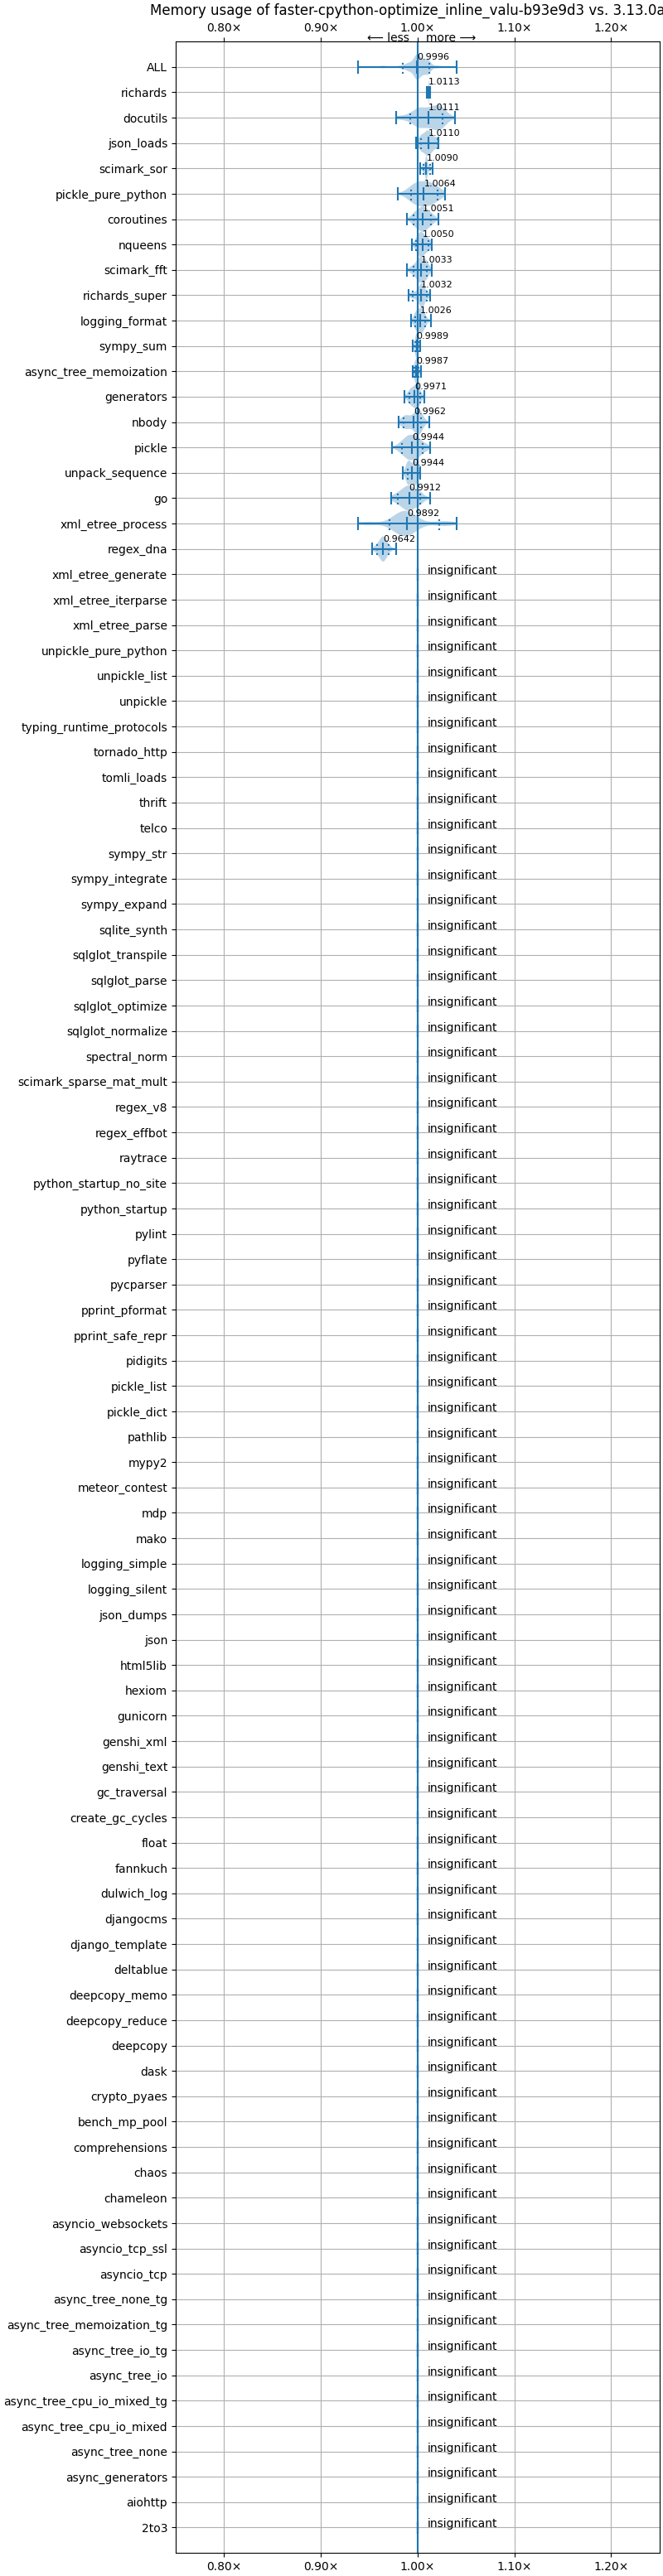 Memory usage of faster-cpython-optimize_inline_valu-b93e9d3 vs. 3.13.0a
0.80× 0.90× 1.00× 1.10× 1.20×
⟵ less more ⟶
ALL 0.9996
richards 1.0113
docutils 1.0111
json_loads 1.0110
scimark_sor 1.0090
pickle_pure_python 1.0064
coroutines 1.0051
nqueens 1.0050
scimark_fft 1.0033
richards_super 1.0032
logging_format 1.0026
sympy_sum 0.9989
async_tree_memoization 0.9987
generators 0.9971
nbody 0.9962
pickle 0.9944
unpack_sequence 0.9944
go 0.9912
xml_etree_process 0.9892
regex_dna 0.9642
xml_etree_generate insignificant
xml_etree_iterparse insignificant
xml_etree_parse insignificant
unpickle_pure_python insignificant
unpickle_list insignificant
unpickle insignificant
typing_runtime_protocols insignificant
tornado_http insignificant
tomli_loads insignificant
thrift insignificant
telco insignificant
sympy_str insignificant
sympy_integrate insignificant
sympy_expand insignificant
sqlite_synth insignificant
sqlglot_transpile insignificant
sqlglot_parse insignificant
sqlglot_optimize insignificant
sqlglot_normalize insignificant
spectral_norm insignificant
scimark_sparse_mat_mult insignificant
regex_v8 insignificant
regex_effbot insignificant
raytrace insignificant
python_startup_no_site insignificant
python_startup insignificant
pylint insignificant
pyflate insignificant
pycparser insignificant
pprint_pformat insignificant
pprint_safe_repr insignificant
pidigits insignificant
pickle_list insignificant
pickle_dict insignificant
pathlib insignificant
mypy2 insignificant
meteor_contest insignificant
mdp insignificant
mako insignificant
logging_simple insignificant
logging_silent insignificant
json_dumps insignificant
json insignificant
html5lib insignificant
hexiom insignificant
gunicorn insignificant
genshi_xml insignificant
genshi_text insignificant
gc_traversal insignificant
create_gc_cycles insignificant
float insignificant
fannkuch insignificant
dulwich_log insignificant
djangocms insignificant
django_template insignificant
deltablue insignificant
deepcopy_memo insignificant
deepcopy_reduce insignificant
deepcopy insignificant
dask insignificant
crypto_pyaes insignificant
bench_mp_pool insignificant
comprehensions insignificant
chaos insignificant
chameleon insignificant
asyncio_websockets insignificant
asyncio_tcp_ssl insignificant
asyncio_tcp insignificant
async_tree_none_tg insignificant
async_tree_memoization_tg insignificant
async_tree_io_tg insignificant
async_tree_io insignificant
async_tree_cpu_io_mixed_tg insignificant
async_tree_cpu_io_mixed insignificant
async_tree_none insignificant
async_generators insignificant
aiohttp insignificant
2to3 insignificant
0.80× 0.90× 1.00× 1.10× 1.20×